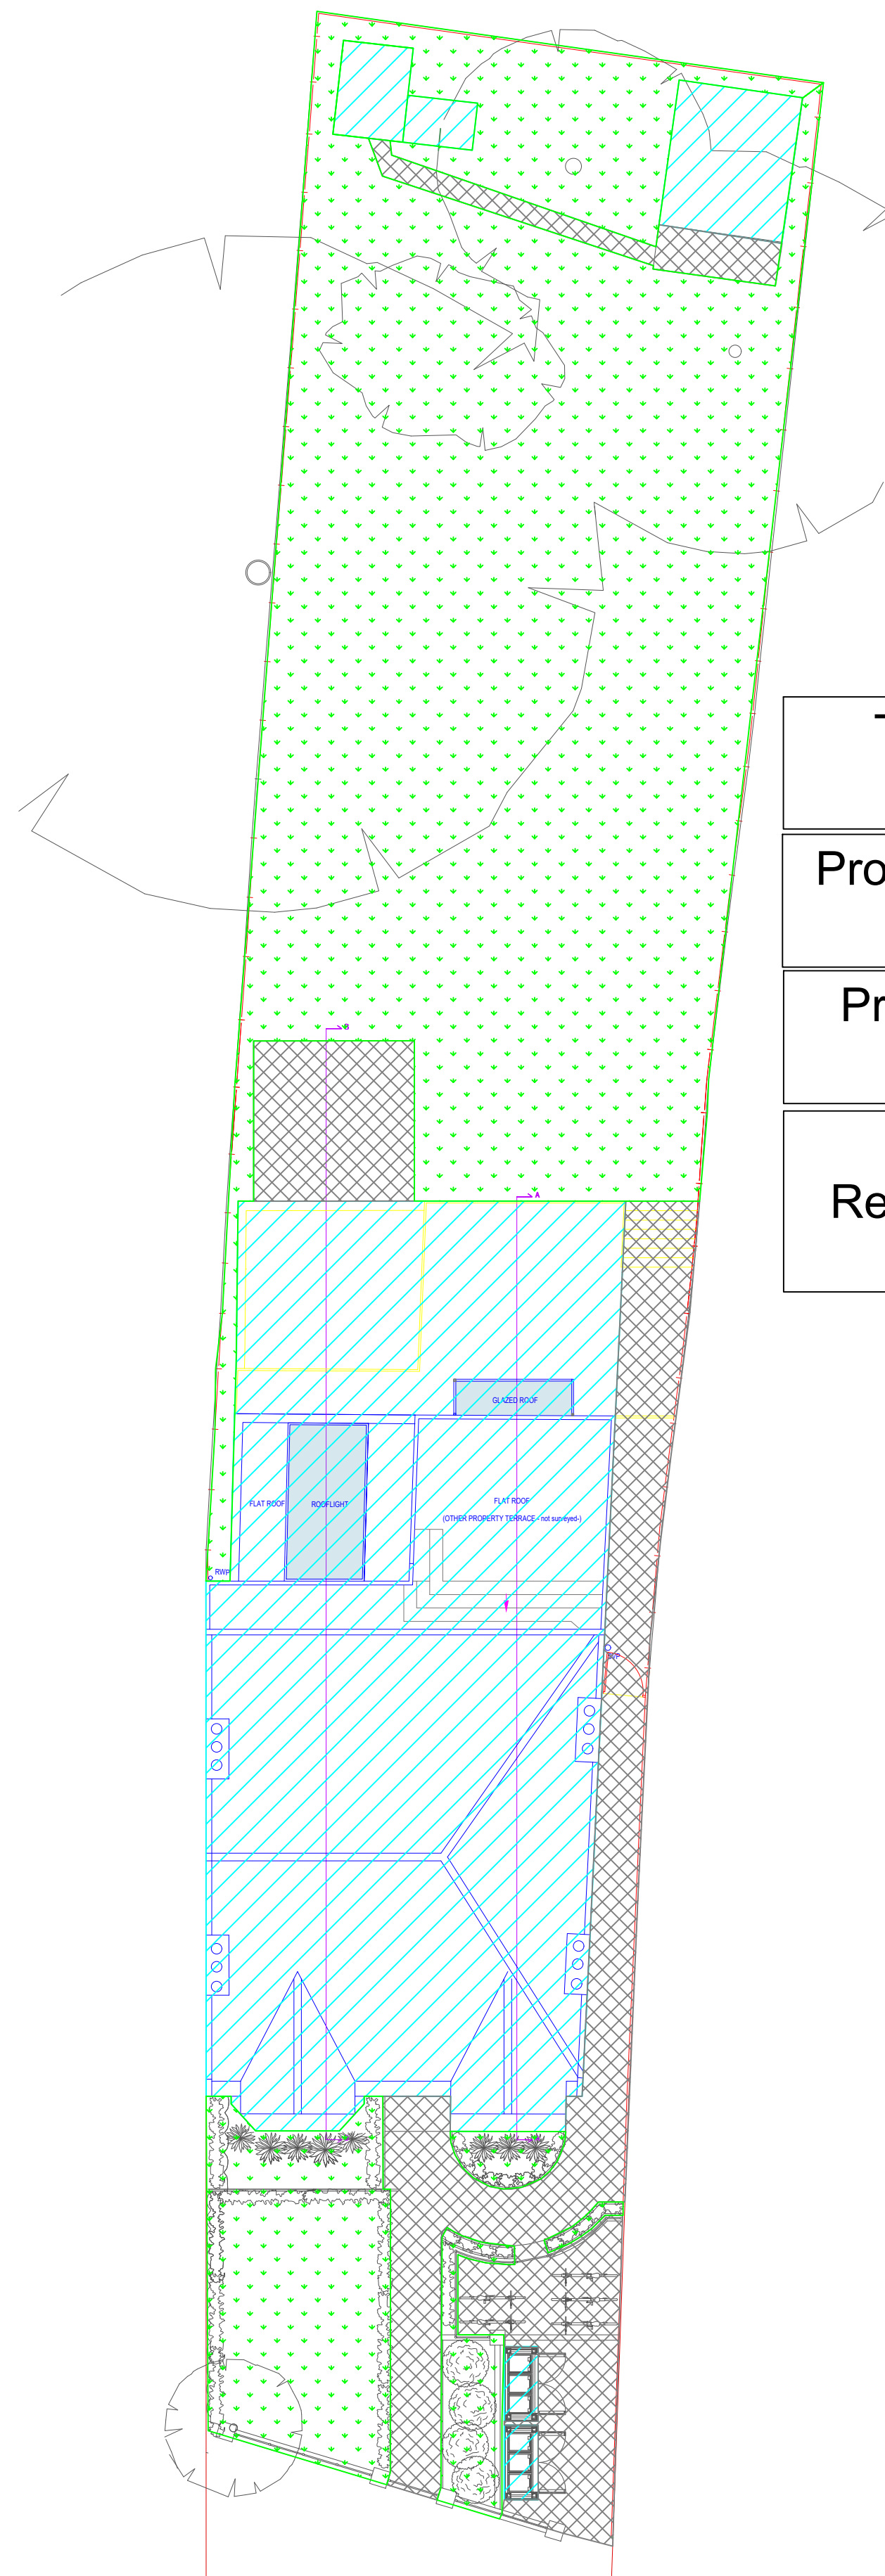 Pro
Pr
B
A
Re
GLAZED ROOF
FLAT ROOF
ROOFLIGHT
FLAT ROOF
(OTHER PROPERTY TERRACE - not surveyed-)
RWP